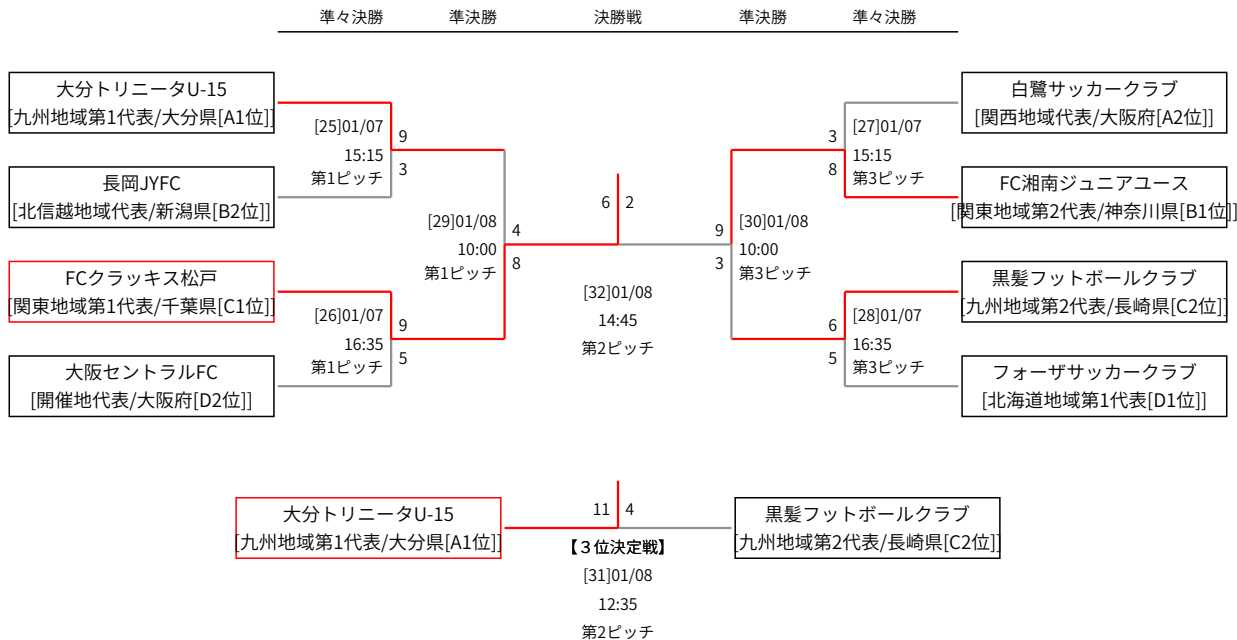 準々決勝 準決勝 決勝戦 準決勝 準々決勝
大分トリニータU-15
[九州地域第1代表/大分県[A1位]]
長岡JYFC
[北信越地域代表/新潟県[B2位]]
FCクラッキス松戸
[関東地域第1代表/千葉県[C1位]]
大阪セントラルFC
[開催地代表/大阪府[D2位]]
[25]01/07
15:15
第1ピッチ
9
3
[26]01/07
16:35
第1ピッチ
9
5
[29]01/08
10:00
第1ピッチ
4
8
6 2
[32]01/08
14:45
第2ピッチ
9
3
[30]01/08
10:00
第3ピッチ
3
8
[27]01/07
15:15
第3ピッチ
6
5
[28]01/07
16:35
第3ピッチ
白鷺サッカークラブ
[関西地域代表/大阪府[A2位]]
FC湘南ジュニアユース
[関東地域第2代表/神奈川県[B1位]]
黒髪フットボールクラブ
[九州地域第2代表/長崎県[C2位]]
フォーザサッカークラブ
[北海道地域第1代表[D1位]]
大分トリニータU-15
[九州地域第1代表/大分県[A1位]]
11 4
【３位決定戦】
[31]01/08
12:35
第2ピッチ
黒髪フットボールクラブ
[九州地域第2代表/長崎県[C2位]]